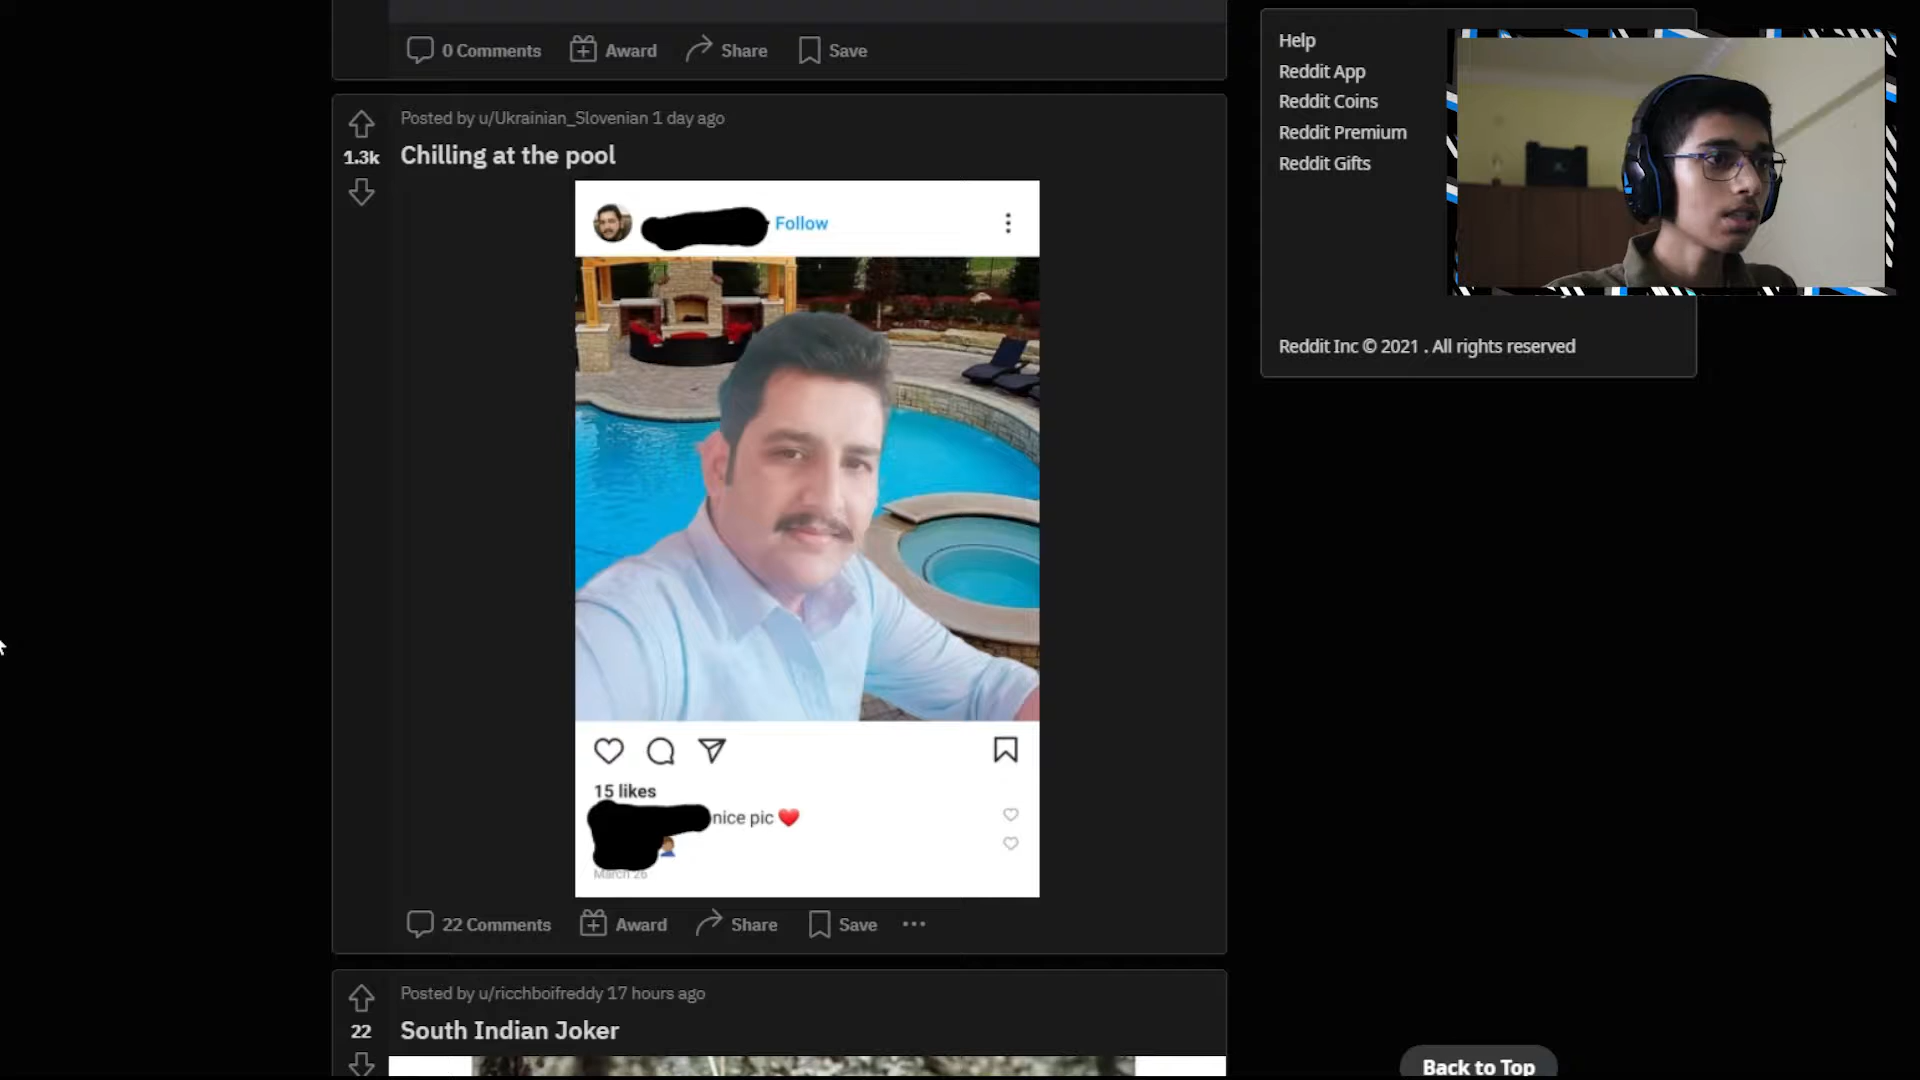 0 Comments Award Share Save
Help
Reddit App
Reddit Coins
Reddit Premium
Reddit Gifts
Reddit Inc © 2021 . All rights reserved
Posted by u/Ukrainian_Slovenian 1 day ago
1.3k
Chilling at the pool
Follow
15 likes
nice pic ❤️
March 26
22 Comments Award Share Save
Posted by u/ricchboifreddy 17 hours ago
22
South Indian Joker
Back to Top